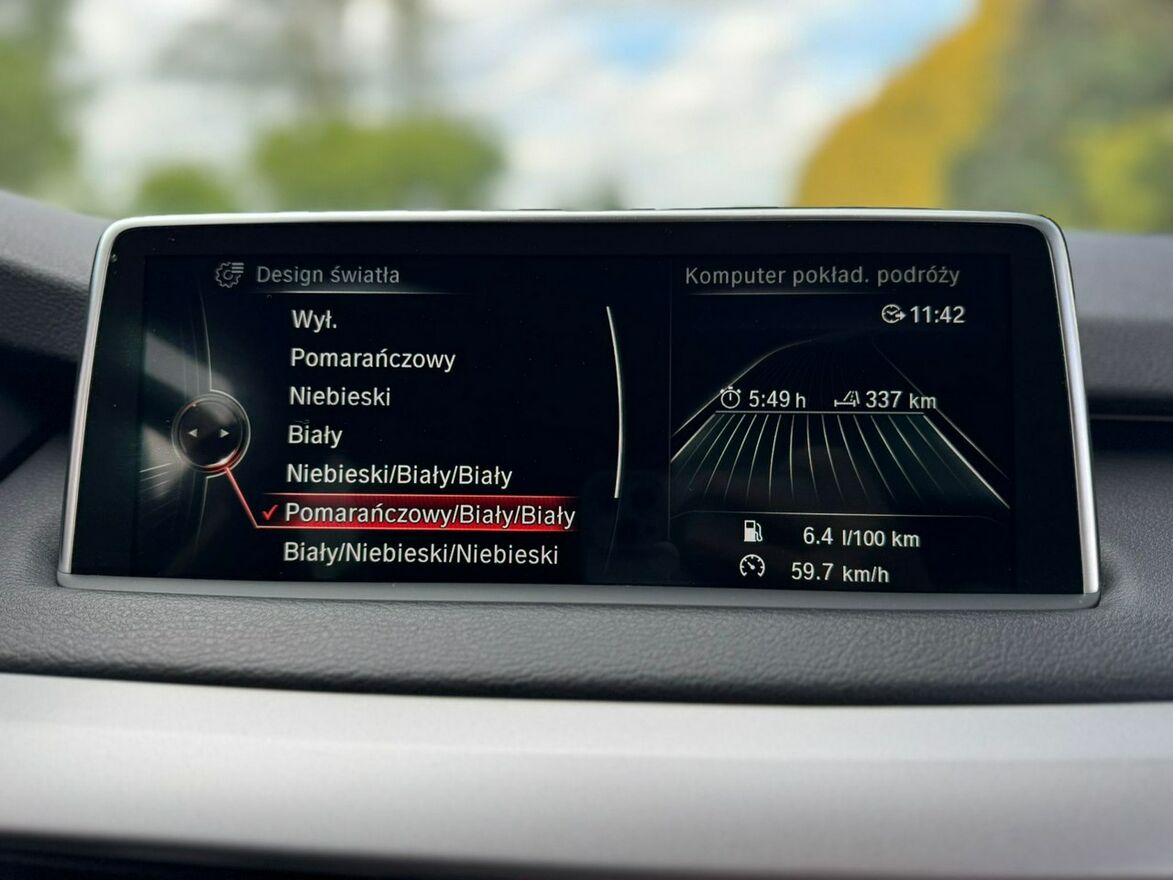 Design światła
Wył.
Pomarańczowy
Niebieski
Biały
Niebieski/Biały/Biały
Pomarańczowy/Biały/Biały
Biały/Niebieski/Niebieski
Komputer pokład. podróży
11:42
5:49 h 337 km
6.4 l/100 km
59.7 km/h